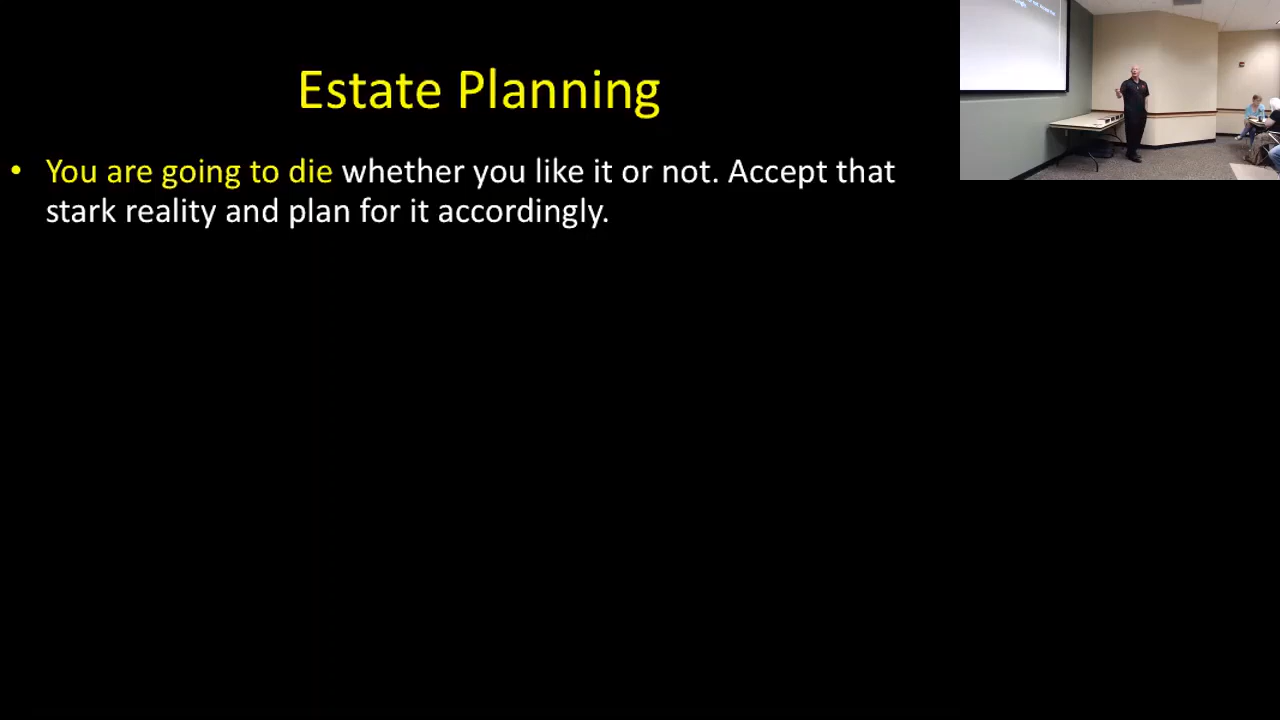 Estate Planning
• You are going to die whether you like it or not. Accept that
stark reality and plan for it accordingly.